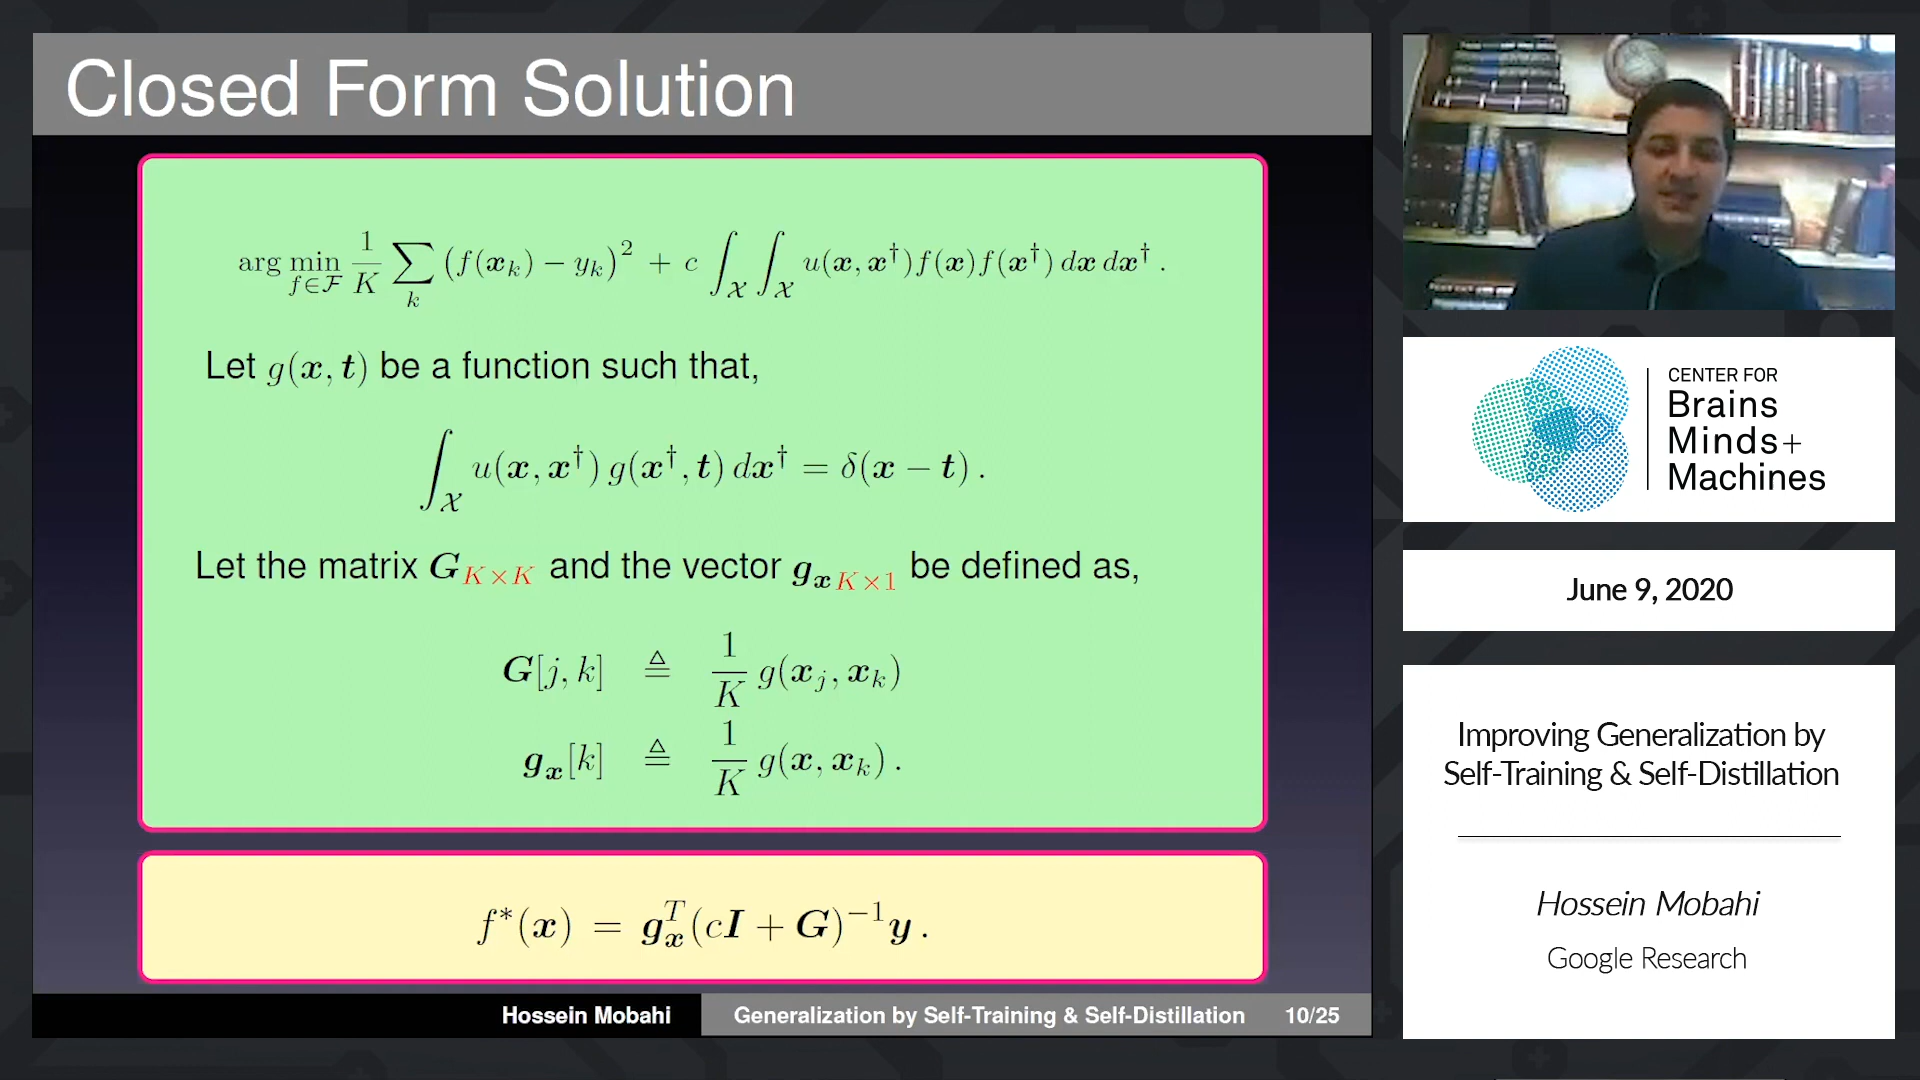 Closed Form Solution
arg min_{f∈𝓕} 1/K ∑_k (f(𝒙_k) − y_k)² + c ∫_𝒳 ∫_𝒳 u(𝒙, 𝒙†) f(𝒙) f(𝒙†) d𝒙 d𝒙† .
Let g(𝒙, 𝒕) be a function such that,
∫_𝒳 u(𝒙, 𝒙†) g(𝒙†, 𝒕) d𝒙† = δ(𝒙 − 𝒕) .
Let the matrix 𝑮_{K×K} and the vector 𝒈_𝒙 _{K×1} be defined as,
𝑮[j, k] ≜ 1/K g(𝒙_j, 𝒙_k)
𝒈_𝒙[k] ≜ 1/K g(𝒙, 𝒙_k) .
f*(𝒙) = 𝒈_𝒙^T (c𝑰 + 𝑮)^{−1} 𝒚 .
Hossein Mobahi
Generalization by Self-Training & Self-Distillation
10/25
CENTER FOR
Brains
Minds+
Machines
June 9, 2020
Improving Generalization by
Self-Training & Self-Distillation
Hossein Mobahi
Google Research